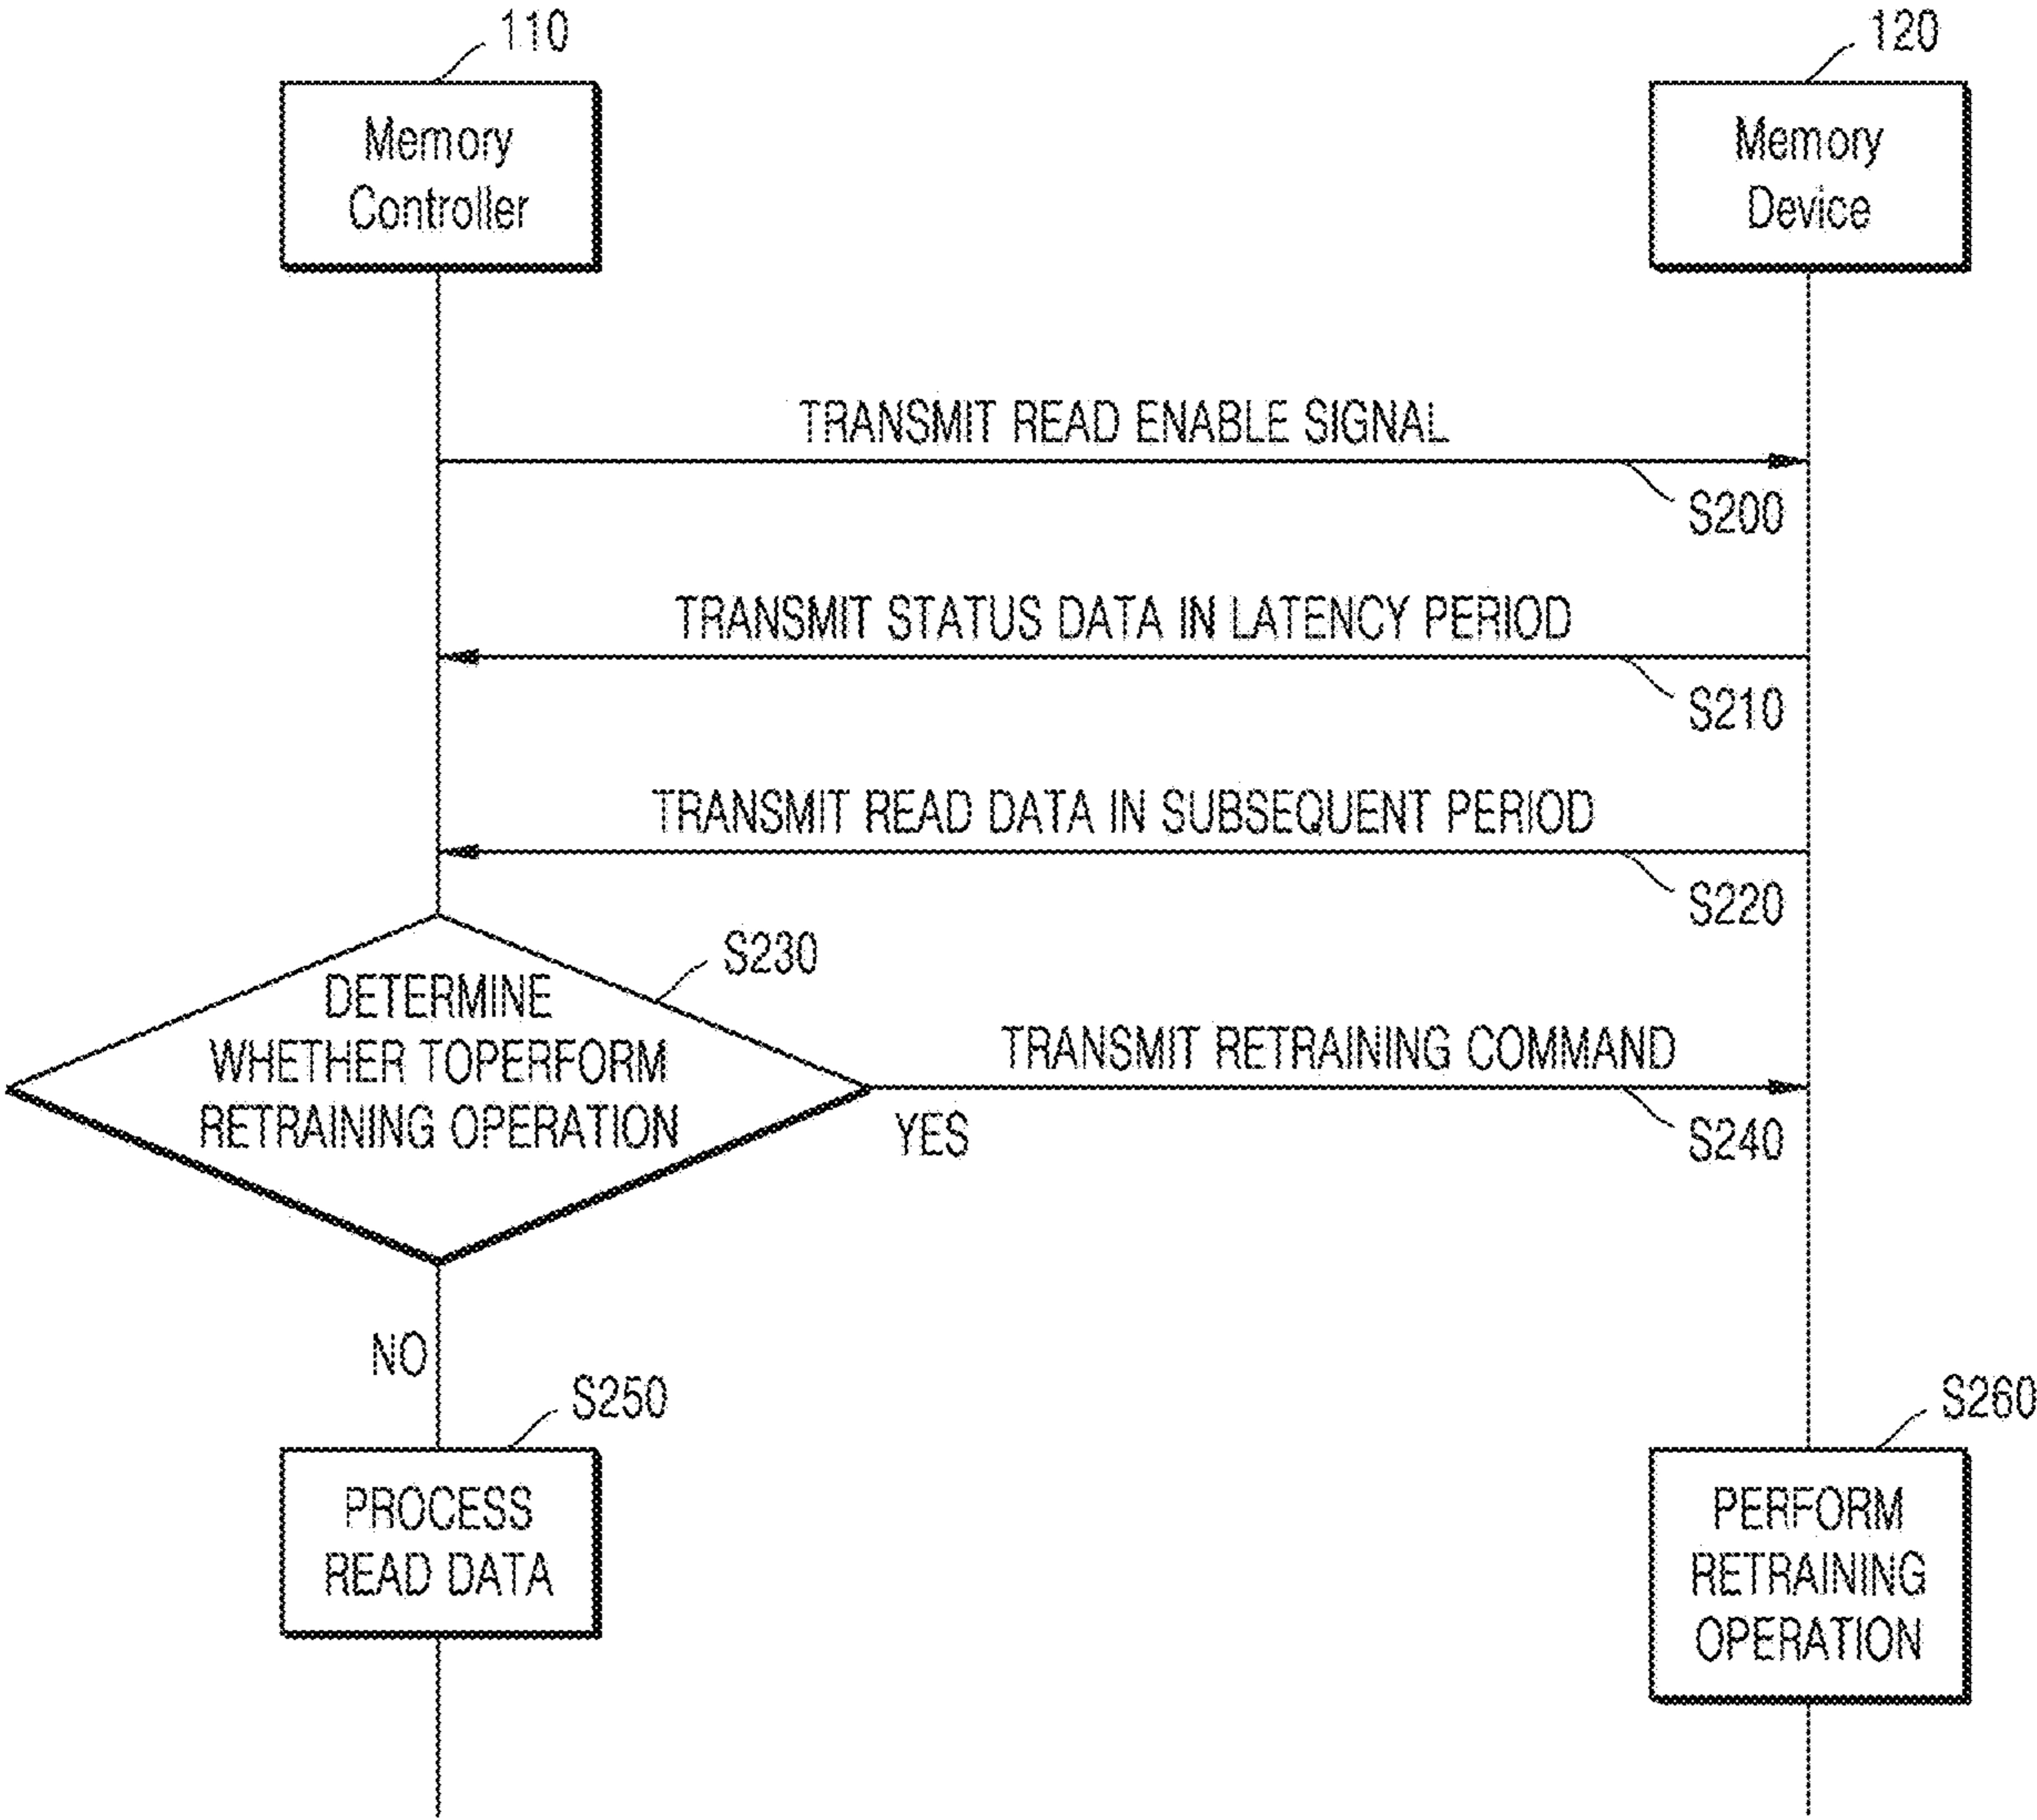 110
120
Memory
Controller
Memory
Device
TRANSMIT READ ENABLE SIGNAL
S200
TRANSMIT STATUS DATA IN LATENCY PERIOD
S210
TRANSMIT READ DATA IN SUBSEQUENT PERIOD
S220
S230
DETERMINE
WHETHER TOPERFORM
RETRAINING OPERATION
TRANSMIT RETRAINING COMMAND
YES
S240
NO
S250
S260
PROCESS
READ DATA
PERFORM
RETRAINING
OPERATION